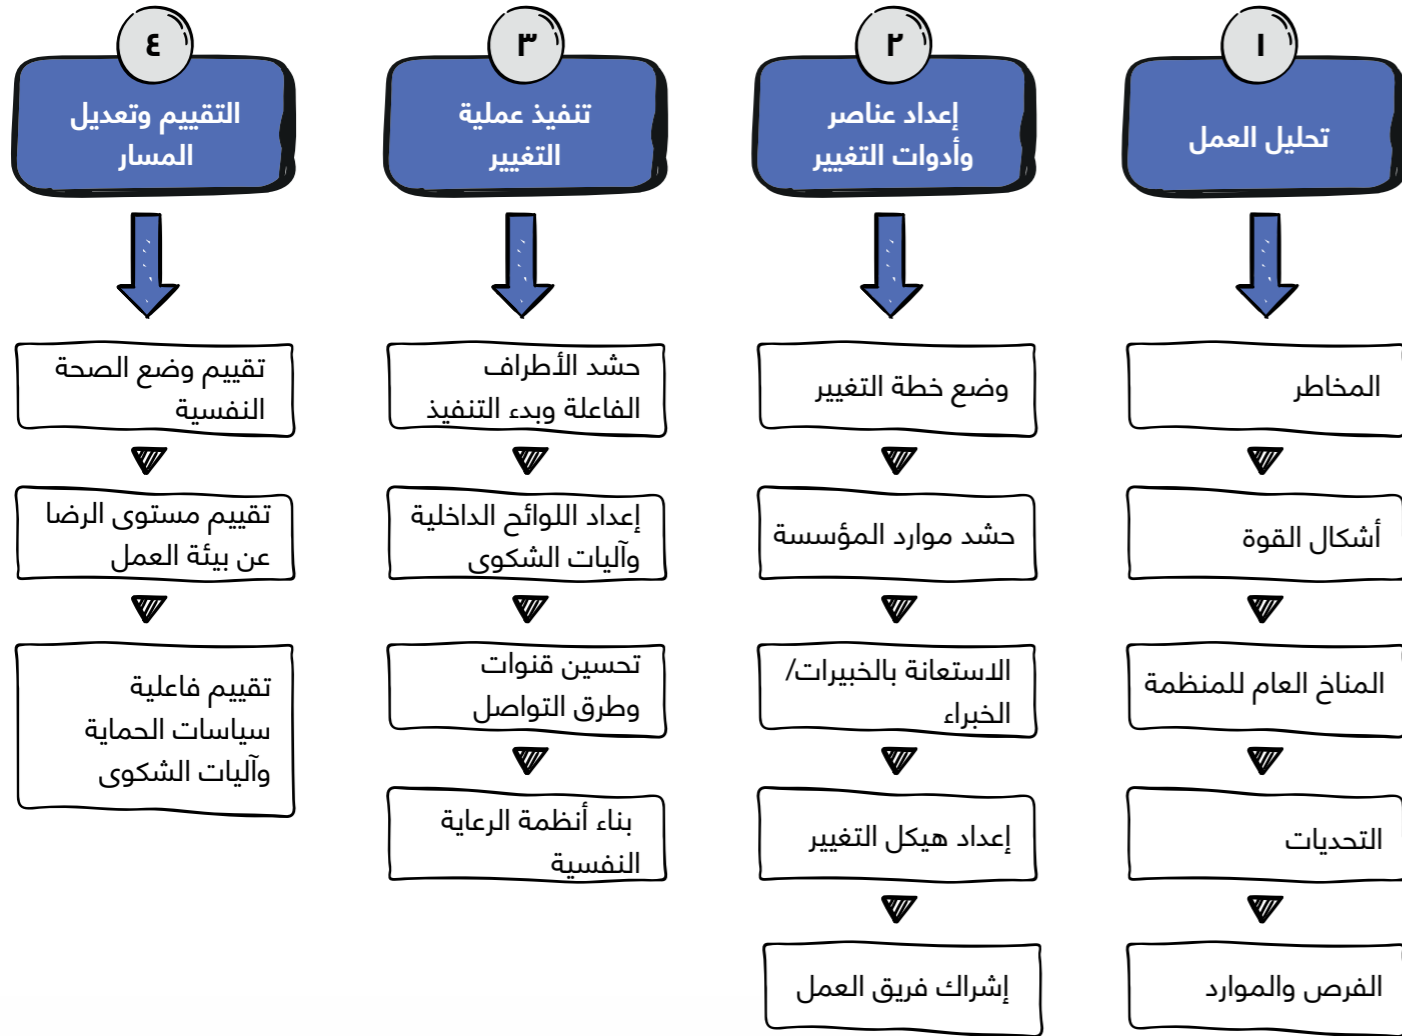 ١
تحليل العمل
المخاطر
أشكال القوة
المناخ العام للمنظمة
التحديات
الفرص والموارد
٢
إعداد عناصر
وأدوات التغيير
وضع خطة التغيير
حشد موارد المؤسسة
الاستعانة بالخبيرات/
الخبراء
إعداد هيكل التغيير
إشراك فريق العمل
٣
تنفيذ عملية
التغيير
حشد الأطراف
الفاعلة وبدء التنفيذ
إعداد اللوائح الداخلية
وآليات الشكوى
تحسين قنوات
وطرق التواصل
بناء أنظمة الرعاية
النفسية
٤
التقييم وتعديل
المسار
تقييم وضع الصحة
النفسية
تقييم مستوى الرضا
عن بيئة العمل
تقييم فاعلية
سياسات الحماية
وآليات الشكوى